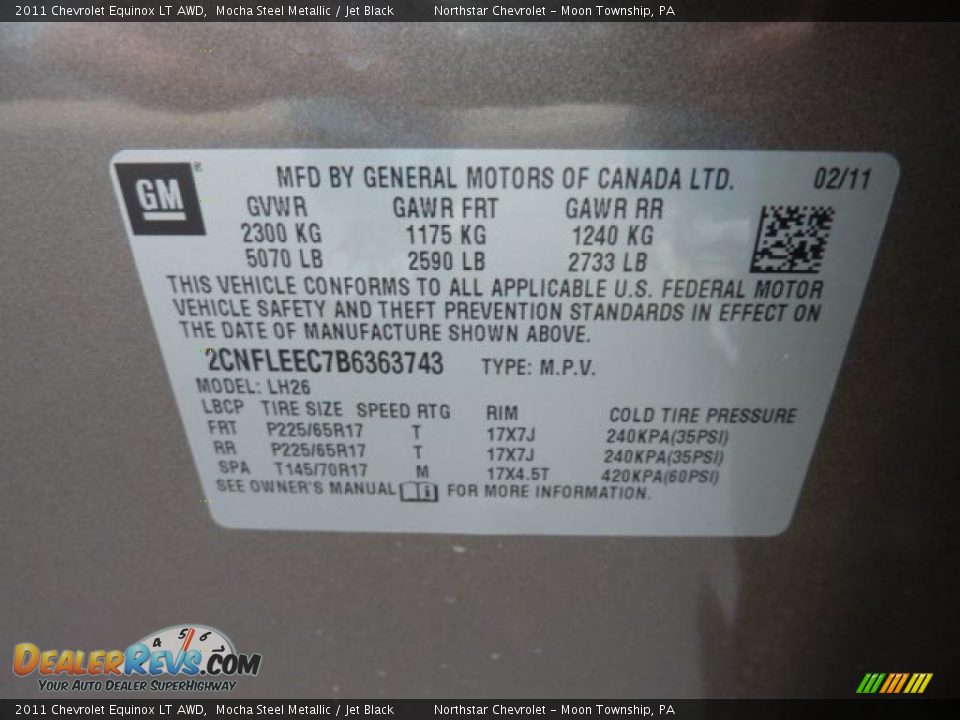 2011 Chevrolet Equinox LT AWD, Mocha Steel Metallic / Jet Black Northstar Chevrolet - Moon Township, PA
GM ®
MFD BY GENERAL MOTORS OF CANADA LTD. 02/11
GVWR GAWR FRT GAWR RR
2300 KG 1175 KG 1240 KG
5070 LB 2590 LB 2733 LB
THIS VEHICLE CONFORMS TO ALL APPLICABLE U.S. FEDERAL MOTOR
VEHICLE SAFETY AND THEFT PREVENTION STANDARDS IN EFFECT ON
THE DATE OF MANUFACTURE SHOWN ABOVE.
2CNFLEEC7B6363743 TYPE: M.P.V.
MODEL: LH26
LBCP TIRE SIZE SPEED RTG RIM COLD TIRE PRESSURE
FRT P225/65R17 T 17X7J 240KPA(35PSI)
RR P225/65R17 T 17X7J 240KPA(35PSI)
SPA T145/70R17 M 17X4.5T 420KPA(60PSI)
SEE OWNER'S MANUAL FOR MORE INFORMATION.
4 5 6
DEALERREVS.COM
YOUR AUTO DEALER SUPERHIGHWAY
2011 Chevrolet Equinox LT AWD, Mocha Steel Metallic / Jet Black Northstar Chevrolet - Moon Township, PA